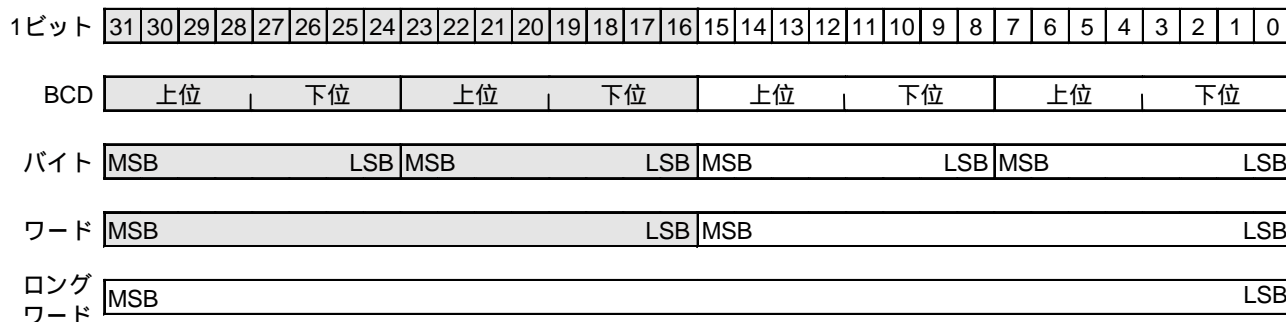 1ビット 31 30 29 28 27 26 25 24 23 22 21 20 19 18 17 16 15 14 13 12 11 10 9 8 7 6 5 4 3 2 1 0
BCD 上位 下位 上位 下位 上位 下位 上位 下位
バイト MSB LSB MSB LSB MSB LSB MSB LSB
ワード MSB LSB MSB LSB
ロング
ワード MSB LSB